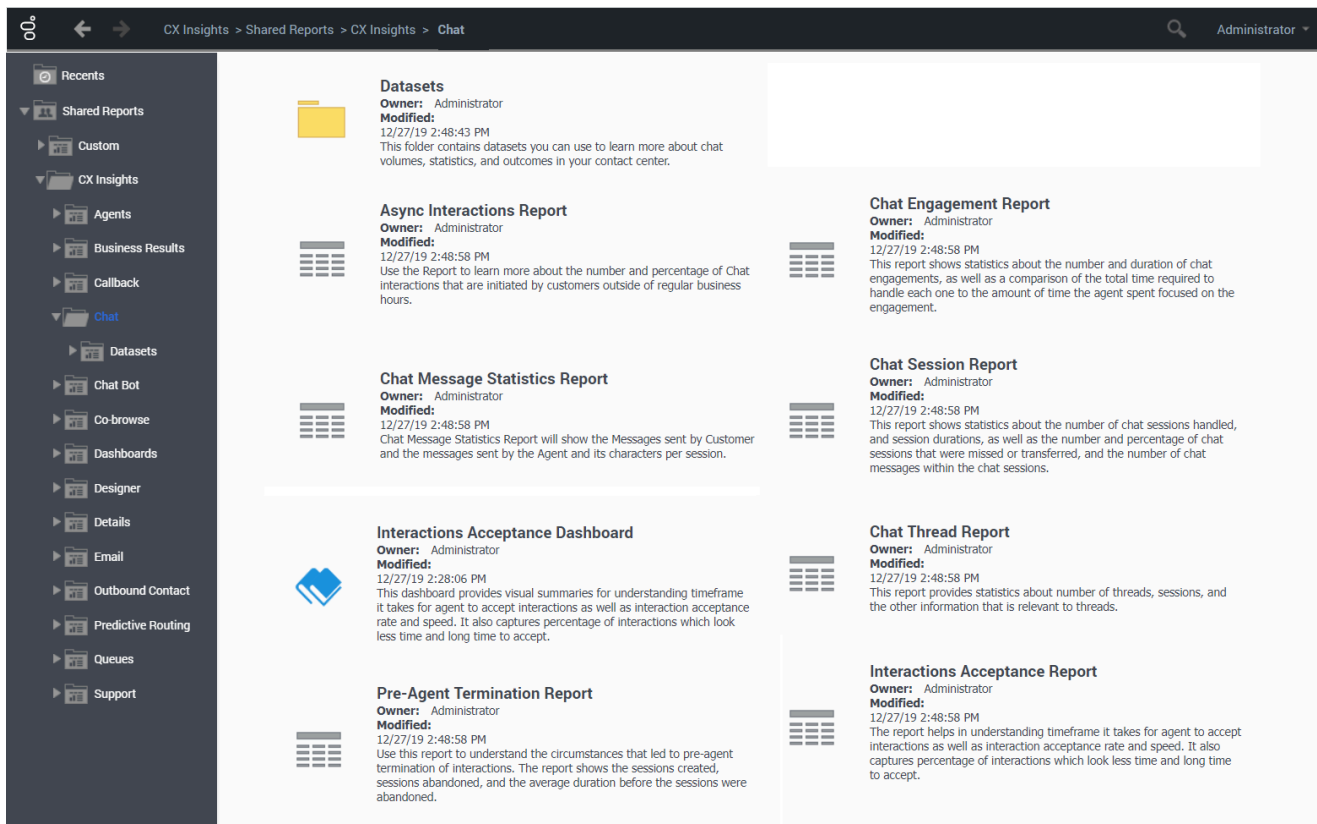 CX Insights > Shared Reports > CX Insights > Chat
Administrator
Recents
Shared Reports
Custom
CX Insights
Agents
Business Results
Callback
Chat
Datasets
Chat Bot
Co-browse
Dashboards
Designer
Details
Email
Outbound Contact
Predictive Routing
Queues
Support
Datasets
Owner: Administrator
Modified:
12/27/19 2:48:43 PM
This folder contains datasets you can use to learn more about chat
volumes, statistics, and outcomes in your contact center.
Async Interactions Report
Owner: Administrator
Modified:
12/27/19 2:48:58 PM
Use the Report to learn more about the number and percentage of Chat
interactions that are initiated by customers outside of regular business
hours.
Chat Engagement Report
Owner: Administrator
Modified:
12/27/19 2:48:58 PM
This report shows statistics about the number and duration of chat
engagements, as well as a comparison of the total time required to
handle each one to the amount of time the agent spent focused on the
engagement.
Chat Message Statistics Report
Owner: Administrator
Modified:
12/27/19 2:48:58 PM
Chat Message Statistics Report will show the Messages sent by Customer
and the messages sent by the Agent and its characters per session.
Chat Session Report
Owner: Administrator
Modified:
12/27/19 2:48:58 PM
This report shows statistics about the number of chat sessions handled,
and session durations, as well as the number and percentage of chat
sessions that were missed or transferred, and the number of chat
messages within the chat sessions.
Interactions Acceptance Dashboard
Owner: Administrator
Modified:
12/27/19 2:28:06 PM
This dashboard provides visual summaries for understanding timeframe
it takes for agent to accept interactions as well as interaction acceptance
rate and speed. It also captures percentage of interactions which look
less time and long time to accept.
Chat Thread Report
Owner: Administrator
Modified:
12/27/19 2:48:58 PM
This report provides statistics about number of threads, sessions, and
the other information that is relevant to threads.
Pre-Agent Termination Report
Owner: Administrator
Modified:
12/27/19 2:48:58 PM
Use this report to understand the circumstances that led to pre-agent
termination of interactions. The report shows the sessions created,
sessions abandoned, and the average duration before the sessions were
abandoned.
Interactions Acceptance Report
Owner: Administrator
Modified:
12/27/19 2:48:58 PM
The report helps in understanding timeframe it takes for agent to accept
interactions as well as interaction acceptance rate and speed. It also
captures percentage of interactions which look less time and long time
to accept.